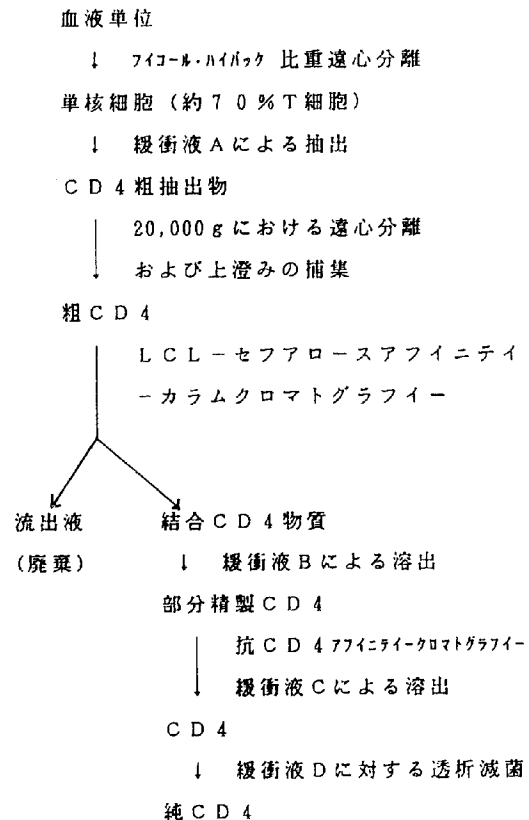 血液単位
↓ フイコール・ハイパック 比重遠心分離
単核細胞（約70%T細胞）
↓ 緩衝液Aによる抽出
CD4粗抽出物
20,000gにおける遠心分離
および上澄みの捕集
粗CD4
LCL－セフアロースアフイニテイ
－カラムクロマトグラフイー
流出液 結合CD4物質
(廃棄) ↓ 緩衝液Bによる溶出
部分精製CD4
抗CD4アフイニテイークロマトグラフイー
緩衝液Cによる溶出
CD4
↓ 緩衝液Dに対する透析減菌
純CD4